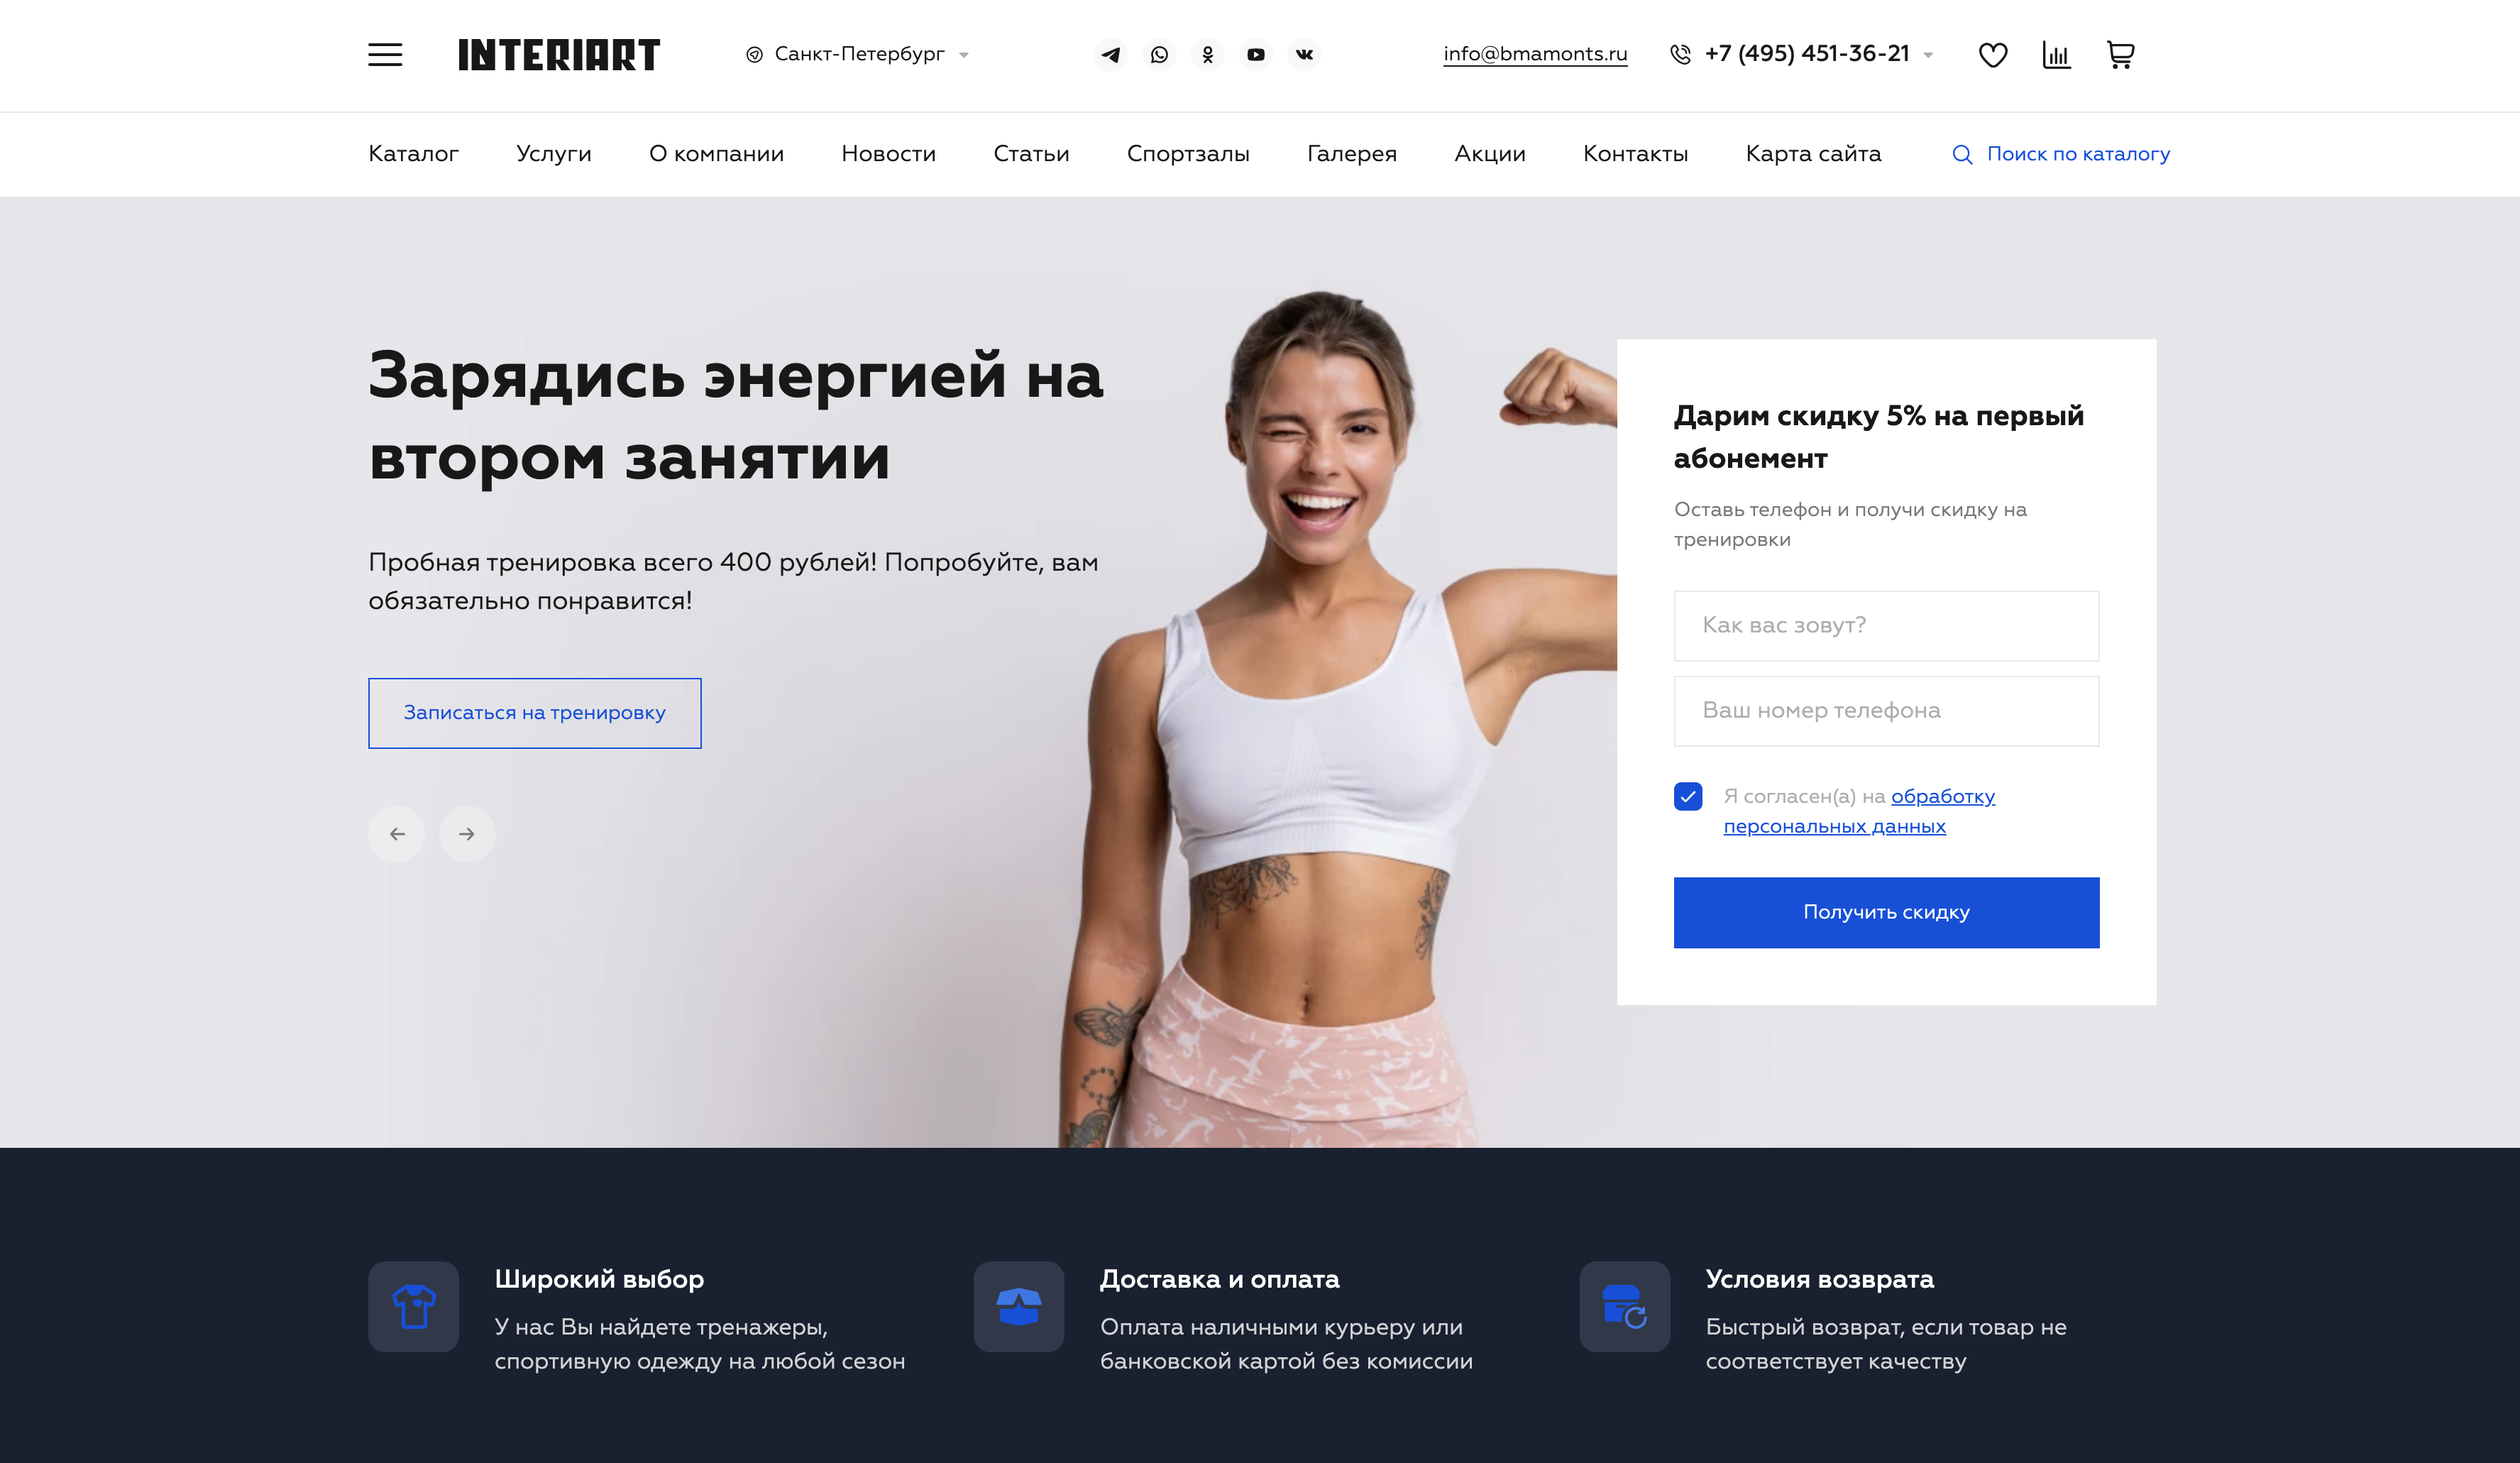 INTERIART
Санкт-Петербург
info@bmamonts.ru
+7 (495) 451-36-21
Каталог
Услуги
О компании
Новости
Статьи
Спортзалы
Галерея
Акции
Контакты
Карта сайта
Поиск по каталогу
Зарядись энергией на
втором занятии
Пробная тренировка всего 400 рублей! Попробуйте, вам
обязательно понравится!
Записаться на тренировку
Дарим скидку 5% на первый
абонемент
Оставь телефон и получи скидку на
тренировки
Как вас зовут?
Ваш номер телефона
Я согласен(а) на обработку
персональных данных
Получить скидку
Широкий выбор
У нас Вы найдете тренажеры,
спортивную одежду на любой сезон
Доставка и оплата
Оплата наличными курьеру или
банковской картой без комиссии
Условия возврата
Быстрый возврат, если товар не
соответствует качеству